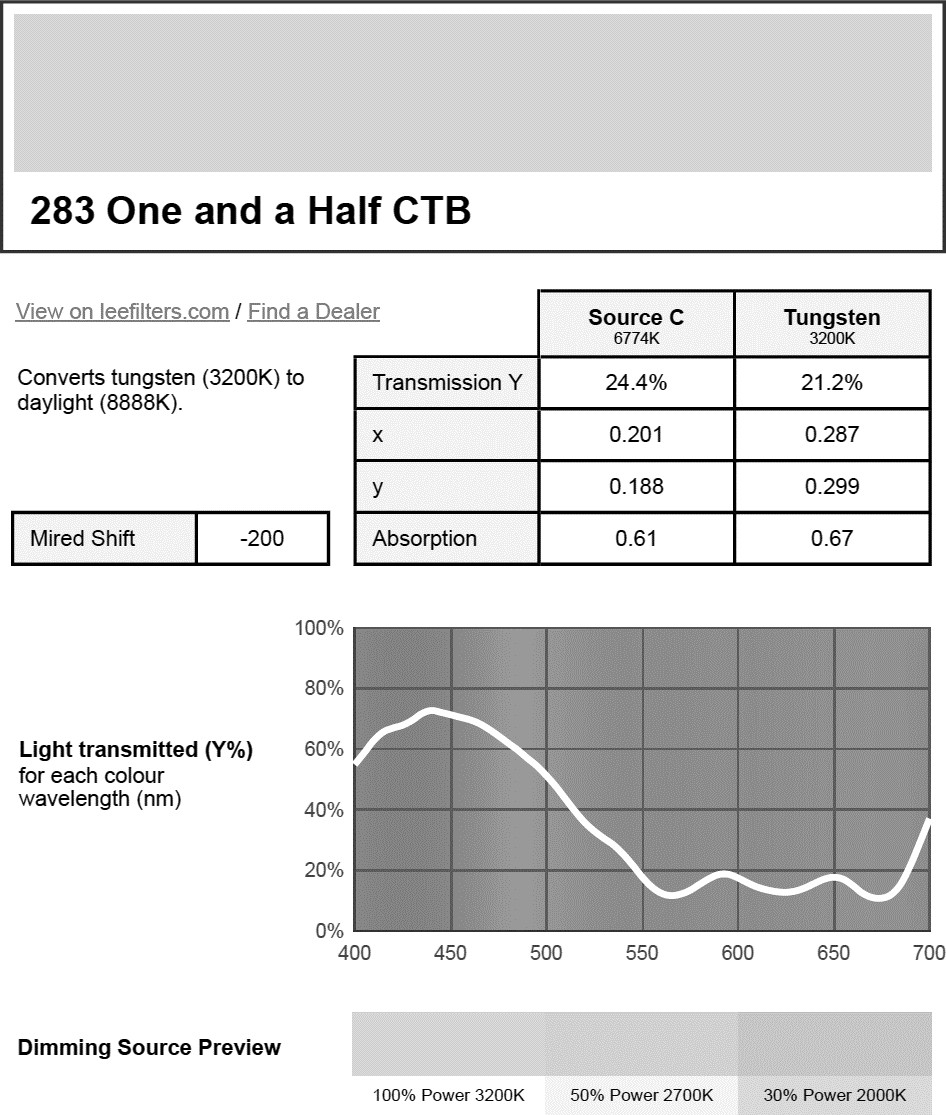 283 One and a Half CTB
View on leefilters.com / Find a Dealer
Converts tungsten (3200K) to
daylight (8888K).
Mired Shift -200
Source C Tungsten
6774K 3200K
Transmission Y 24.4% 21.2%
x 0.201 0.287
y 0.188 0.299
Absorption 0.61 0.67
Light transmitted (Y%)
for each colour
wavelength (nm)
100%
80%
60%
40%
20%
0%
400 450 500 550 600 650 700
Dimming Source Preview
100% Power 3200K 50% Power 2700K 30% Power 2000K